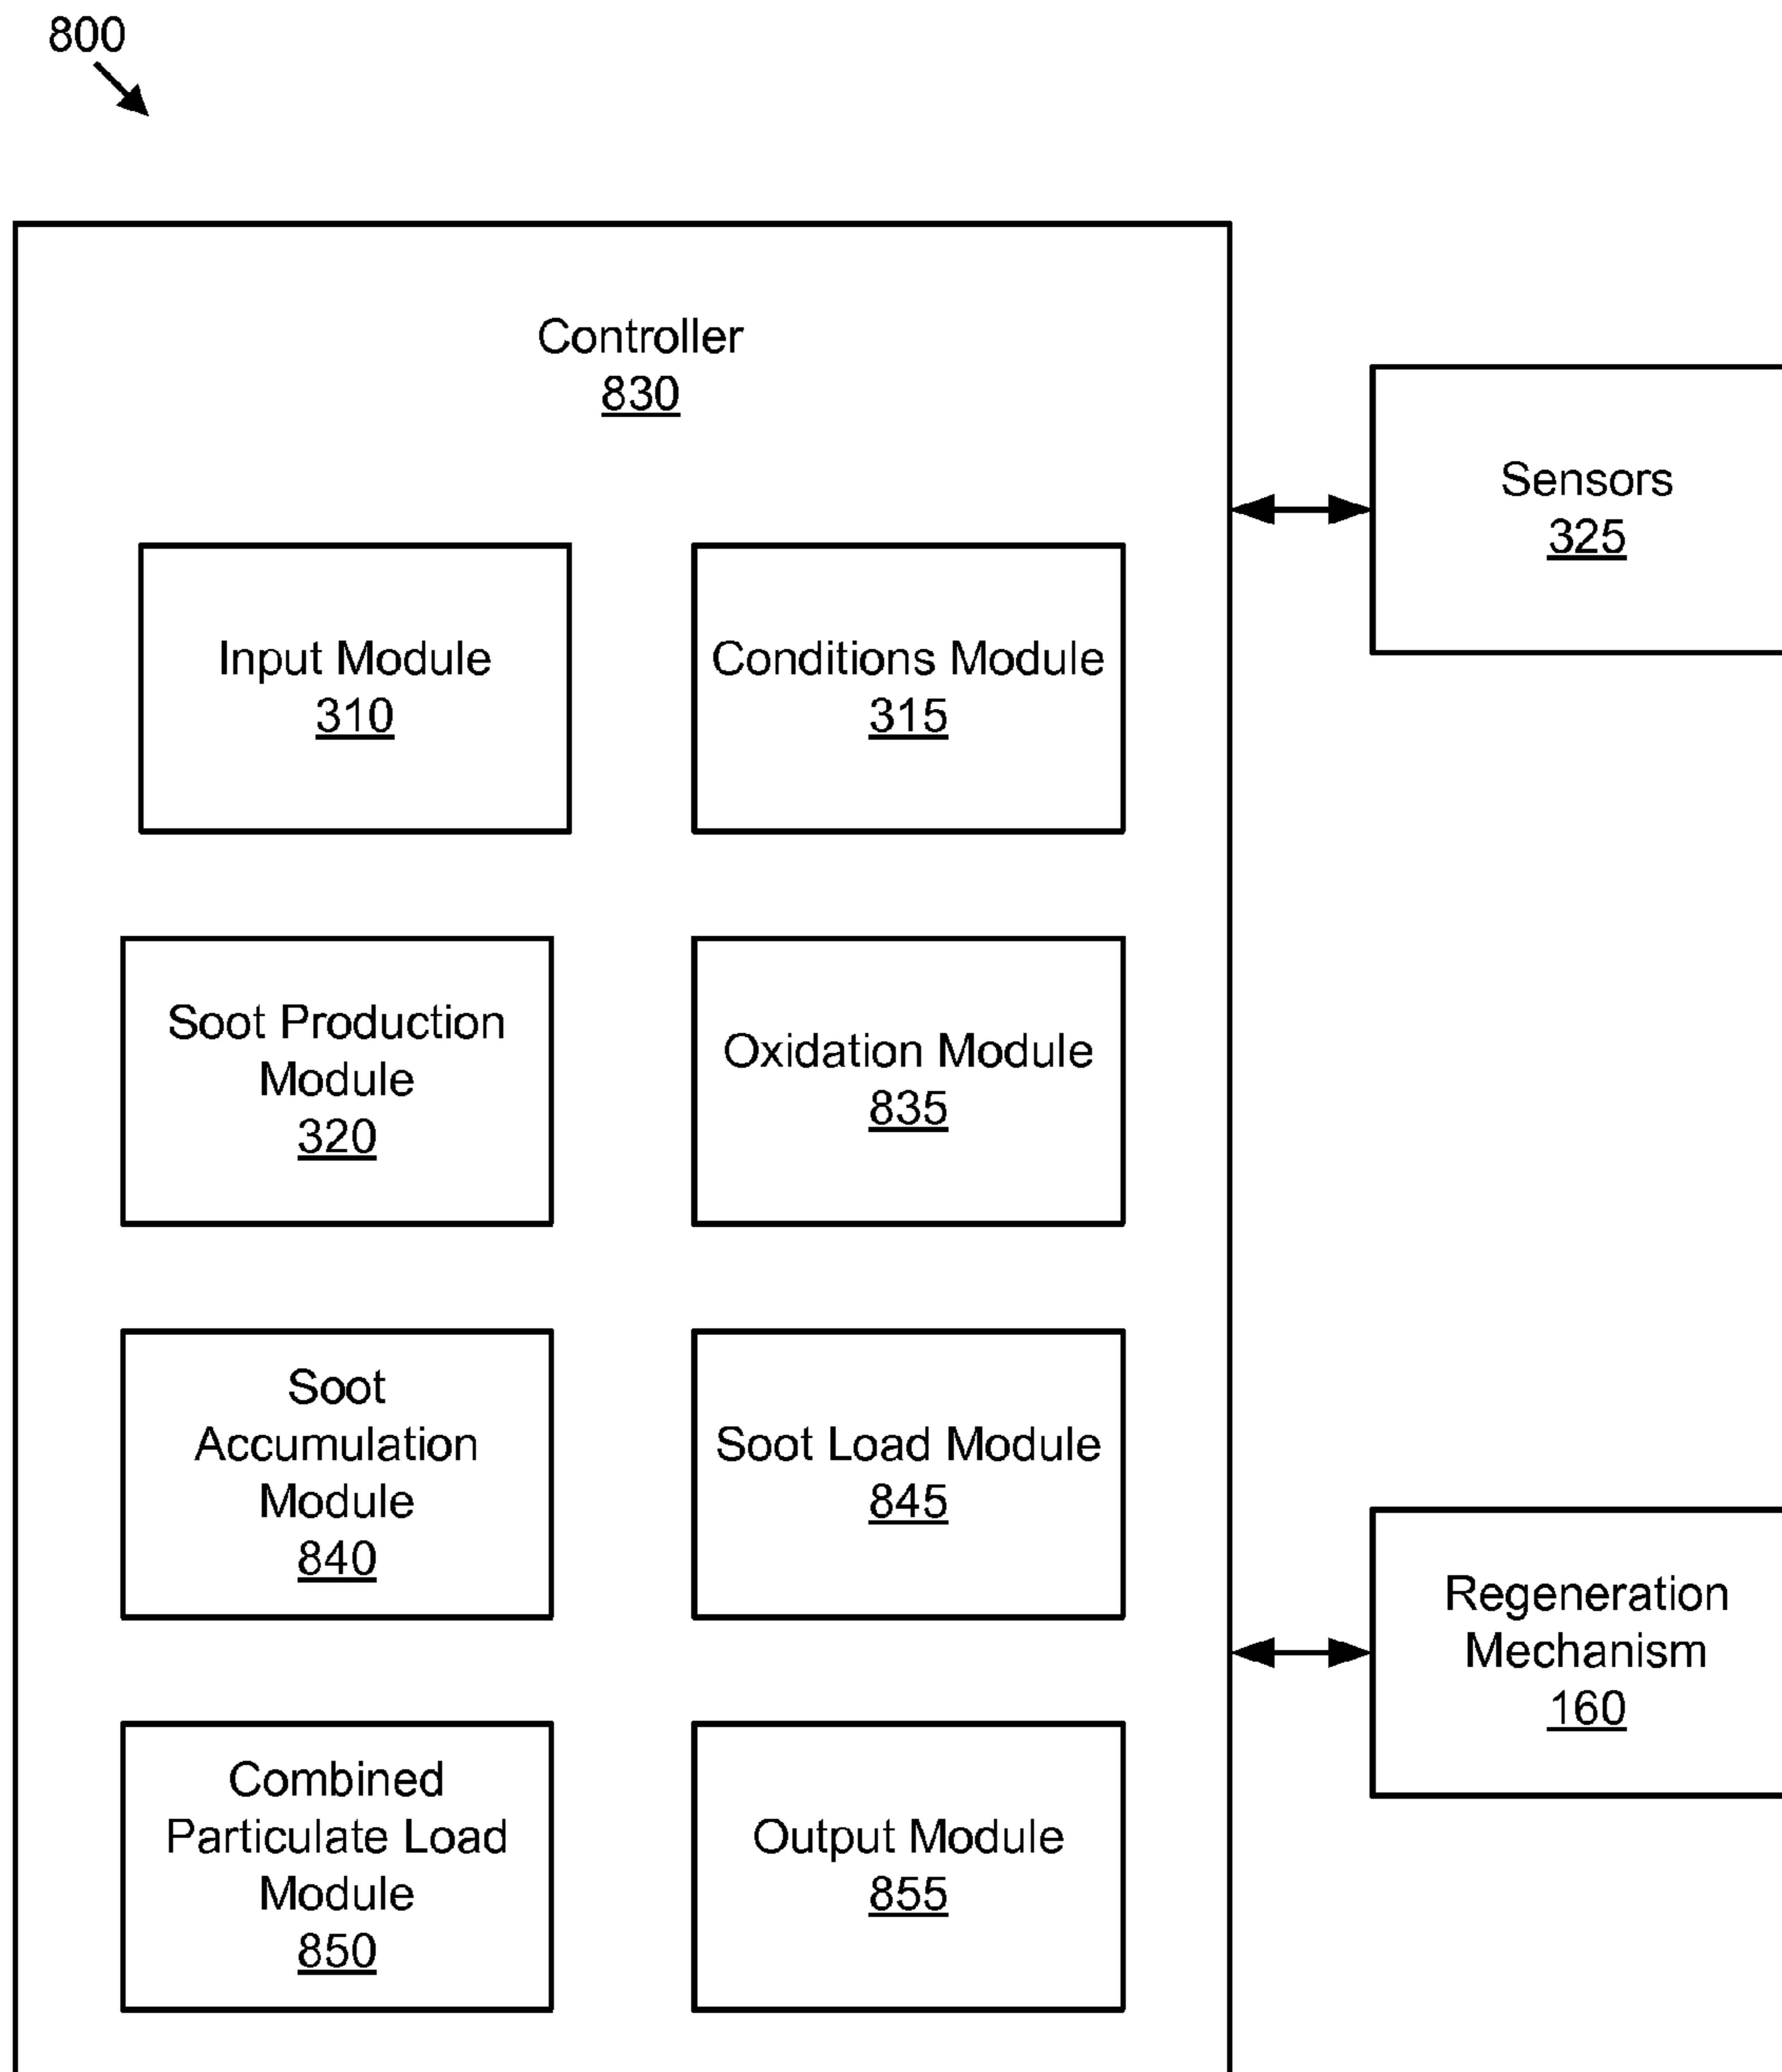 800
Controller
830
Sensors
325
Input Module
310
Conditions Module
315
Soot Production
Module
320
Oxidation Module
835
Soot
Accumulation
Module
840
Soot Load Module
845
Regeneration
Mechanism
160
Combined
Particulate Load
Module
850
Output Module
855